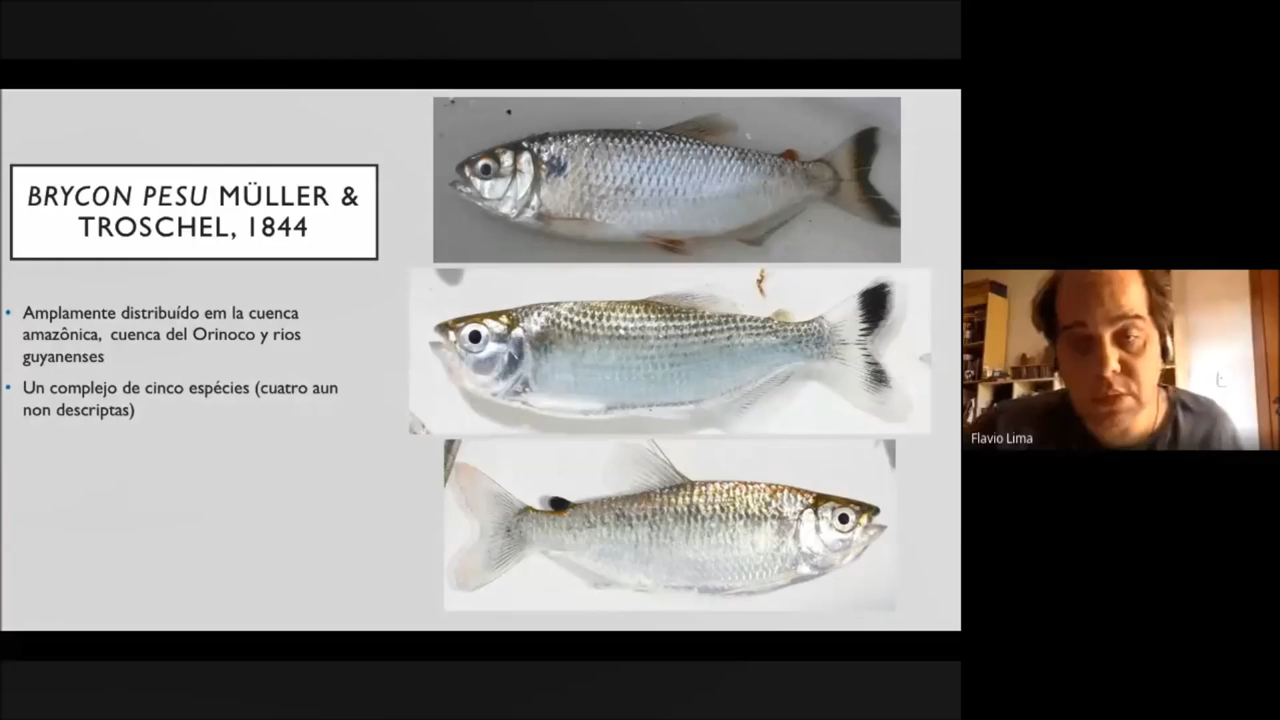 BRYCON PESU MÜLLER &
TROSCHEL, 1844
• Amplamente distribuído em la cuenca
amazônica, cuenca del Orinoco y rios
guyanenses
• Un complejo de cinco espécies (cuatro aun
non descriptas)
Flavio Lima